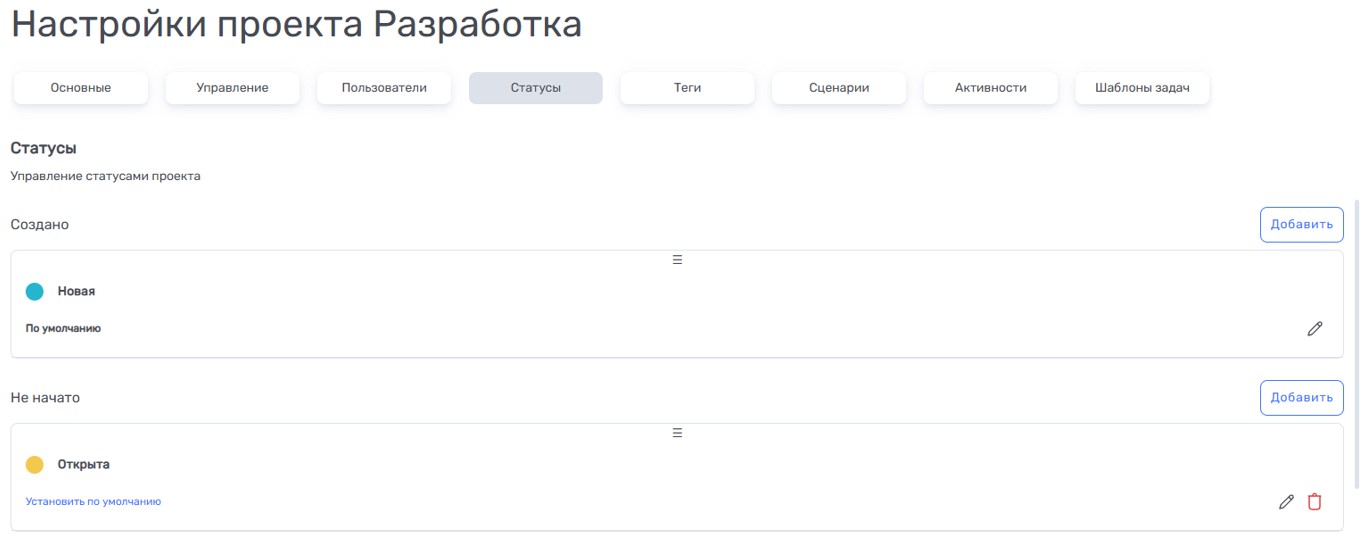 Настройки проекта Разработка
Основные Управление Пользователи Статусы Теги Сценарии Активности Шаблоны задач
Статусы
Управление статусами проекта
Создано Добавить
Новая
По умолчанию
Не начато Добавить
Открыта
Установить по умолчанию